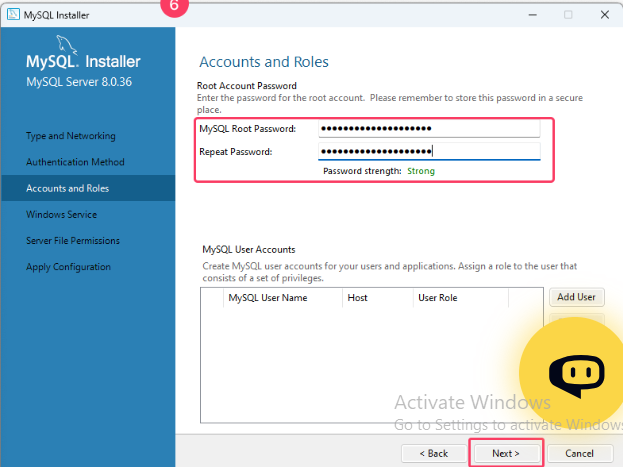 6
MySQL Installer
MySQL. Installer
MySQL Server 8.0.36
Type and Networking
Authentication Method
Accounts and Roles
Windows Service
Server File Permissions
Apply Configuration
Accounts and Roles
Root Account Password
Enter the password for the root account. Please remember to store this password in a secure
place.
MySQL Root Password: ●●●●●●●●●●●●●●●●●●●
Repeat Password: ●●●●●●●●●●●●●●●●●●●
Password strength: Strong
MySQL User Accounts
Create MySQL user accounts for your users and applications. Assign a role to the user that
consists of a set of privileges.
MySQL User Name Host User Role
Add User
Activate Windows
Go to Settings to activate Windows
< Back Next > Cancel